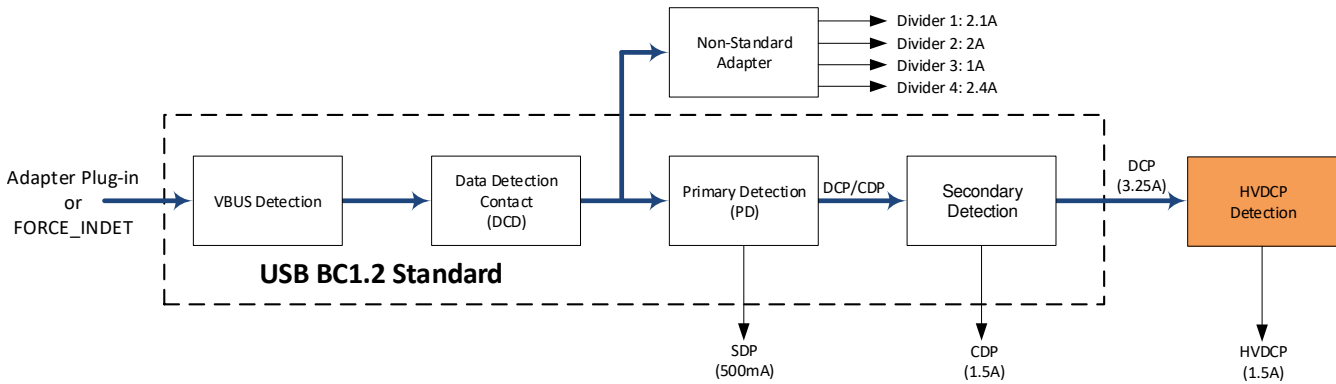 Divider 1: 2.1A
Non-Standard
Adapter
Divider 2: 2A
Divider 3: 1A
Divider 4: 2.4A
Adapter Plug-in
or
FORCE_INDET
VBUS Detection
Data Detection
Contact
(DCD)
Primary Detection
(PD)
DCP/CDP
Secondary
Detection
DCP
(3.25A)
HVDCP
Detection
USB BC1.2 Standard
SDP
(500mA)
CDP
(1.5A)
HVDCP
(1.5A)